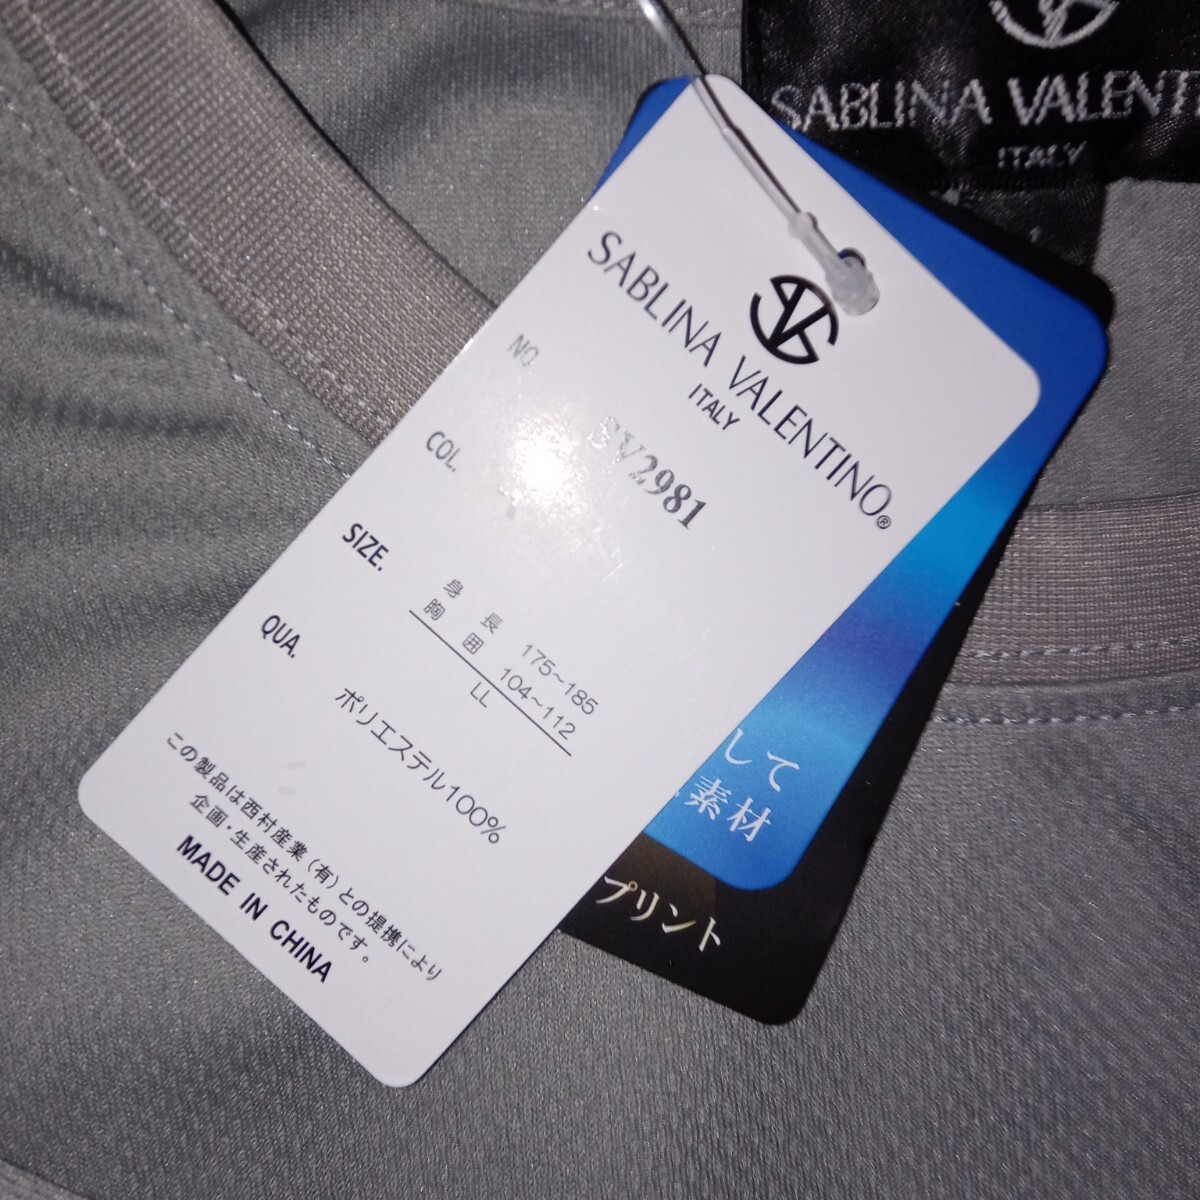 SABLINA VALENT
ITALY
SABLINA VALENTINO®
ITALY
NO. SV2981
COL.
SIZE.
身長 175~185
胸囲 104~112
LL
QUA. ポリエステル100%
この製品は西村産業(有)との提携により
企画・生産されたものです。
MADE IN CHINA
して
素材
プリント